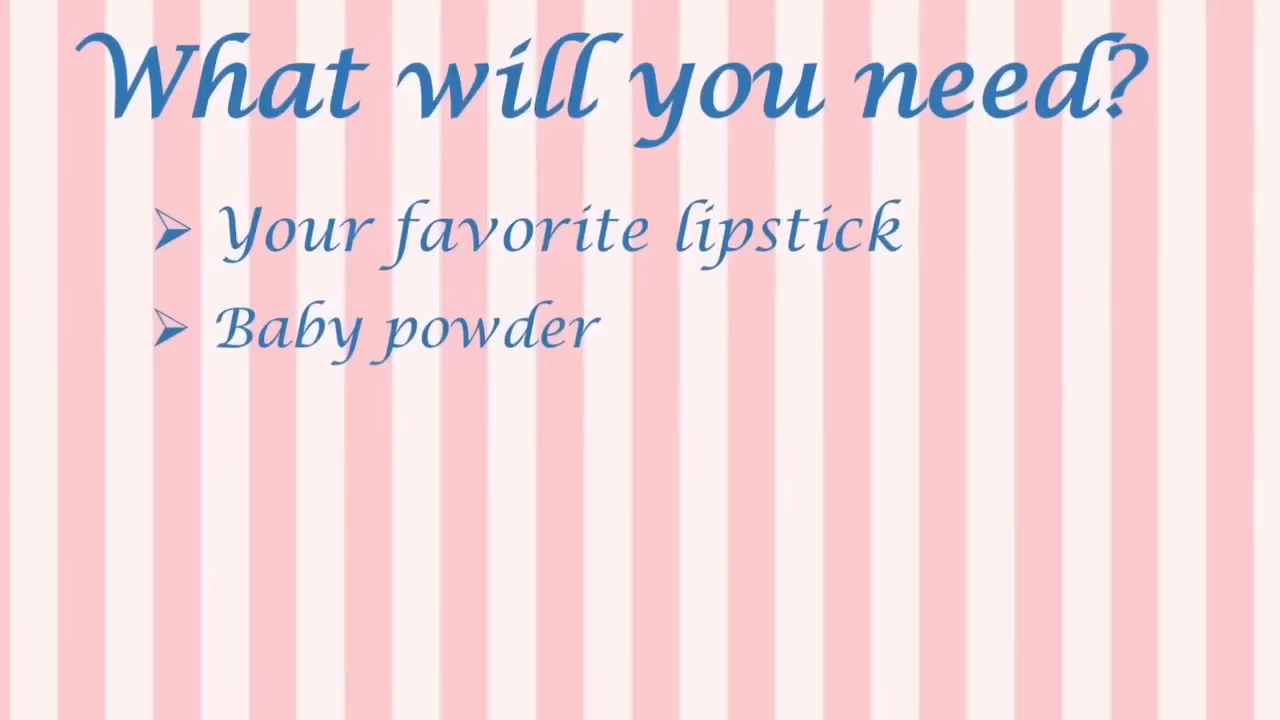 What will you need?
➢ Your favorite lipstick
➢ Baby powder